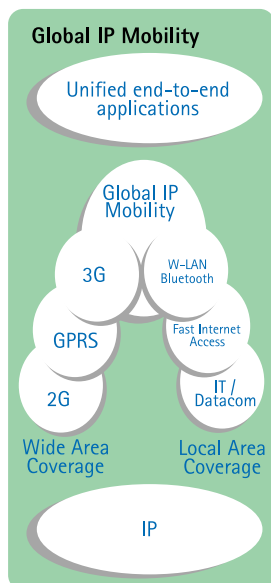 Global IP Mobility
Unified end-to-end
applications
Global IP
Mobility
3G
W-LAN
Bluetooth
GPRS
Fast Internet
Access
2G
IT /
Datacom
Wide Area
Coverage
Local Area
Coverage
IP